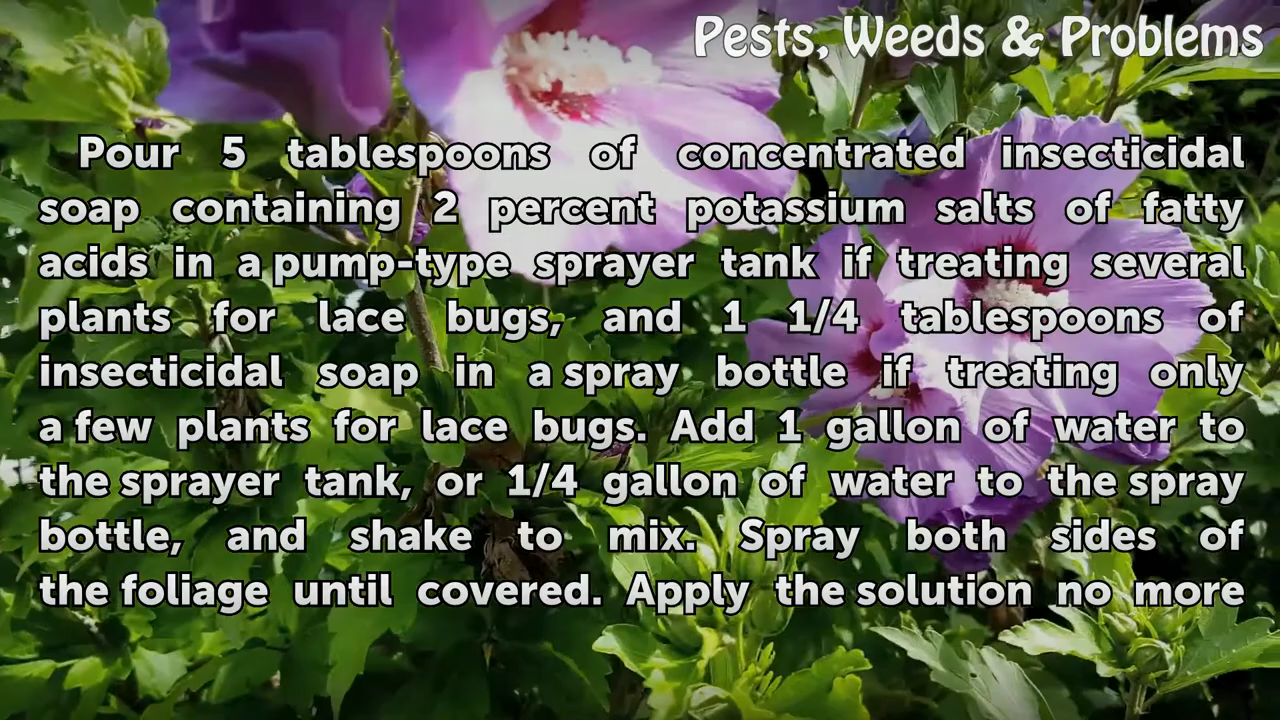 Pests, Weeds & Problems
Pour 5 tablespoons of concentrated insecticidal
soap containing 2 percent potassium salts of fatty
acids in a pump-type sprayer tank if treating several
plants for lace bugs, and 1 1/4 tablespoons of
insecticidal soap in a spray bottle if treating only
a few plants for lace bugs. Add 1 gallon of water to
the sprayer tank, or 1/4 gallon of water to the spray
bottle, and shake to mix. Spray both sides of
the foliage until covered. Apply the solution no more